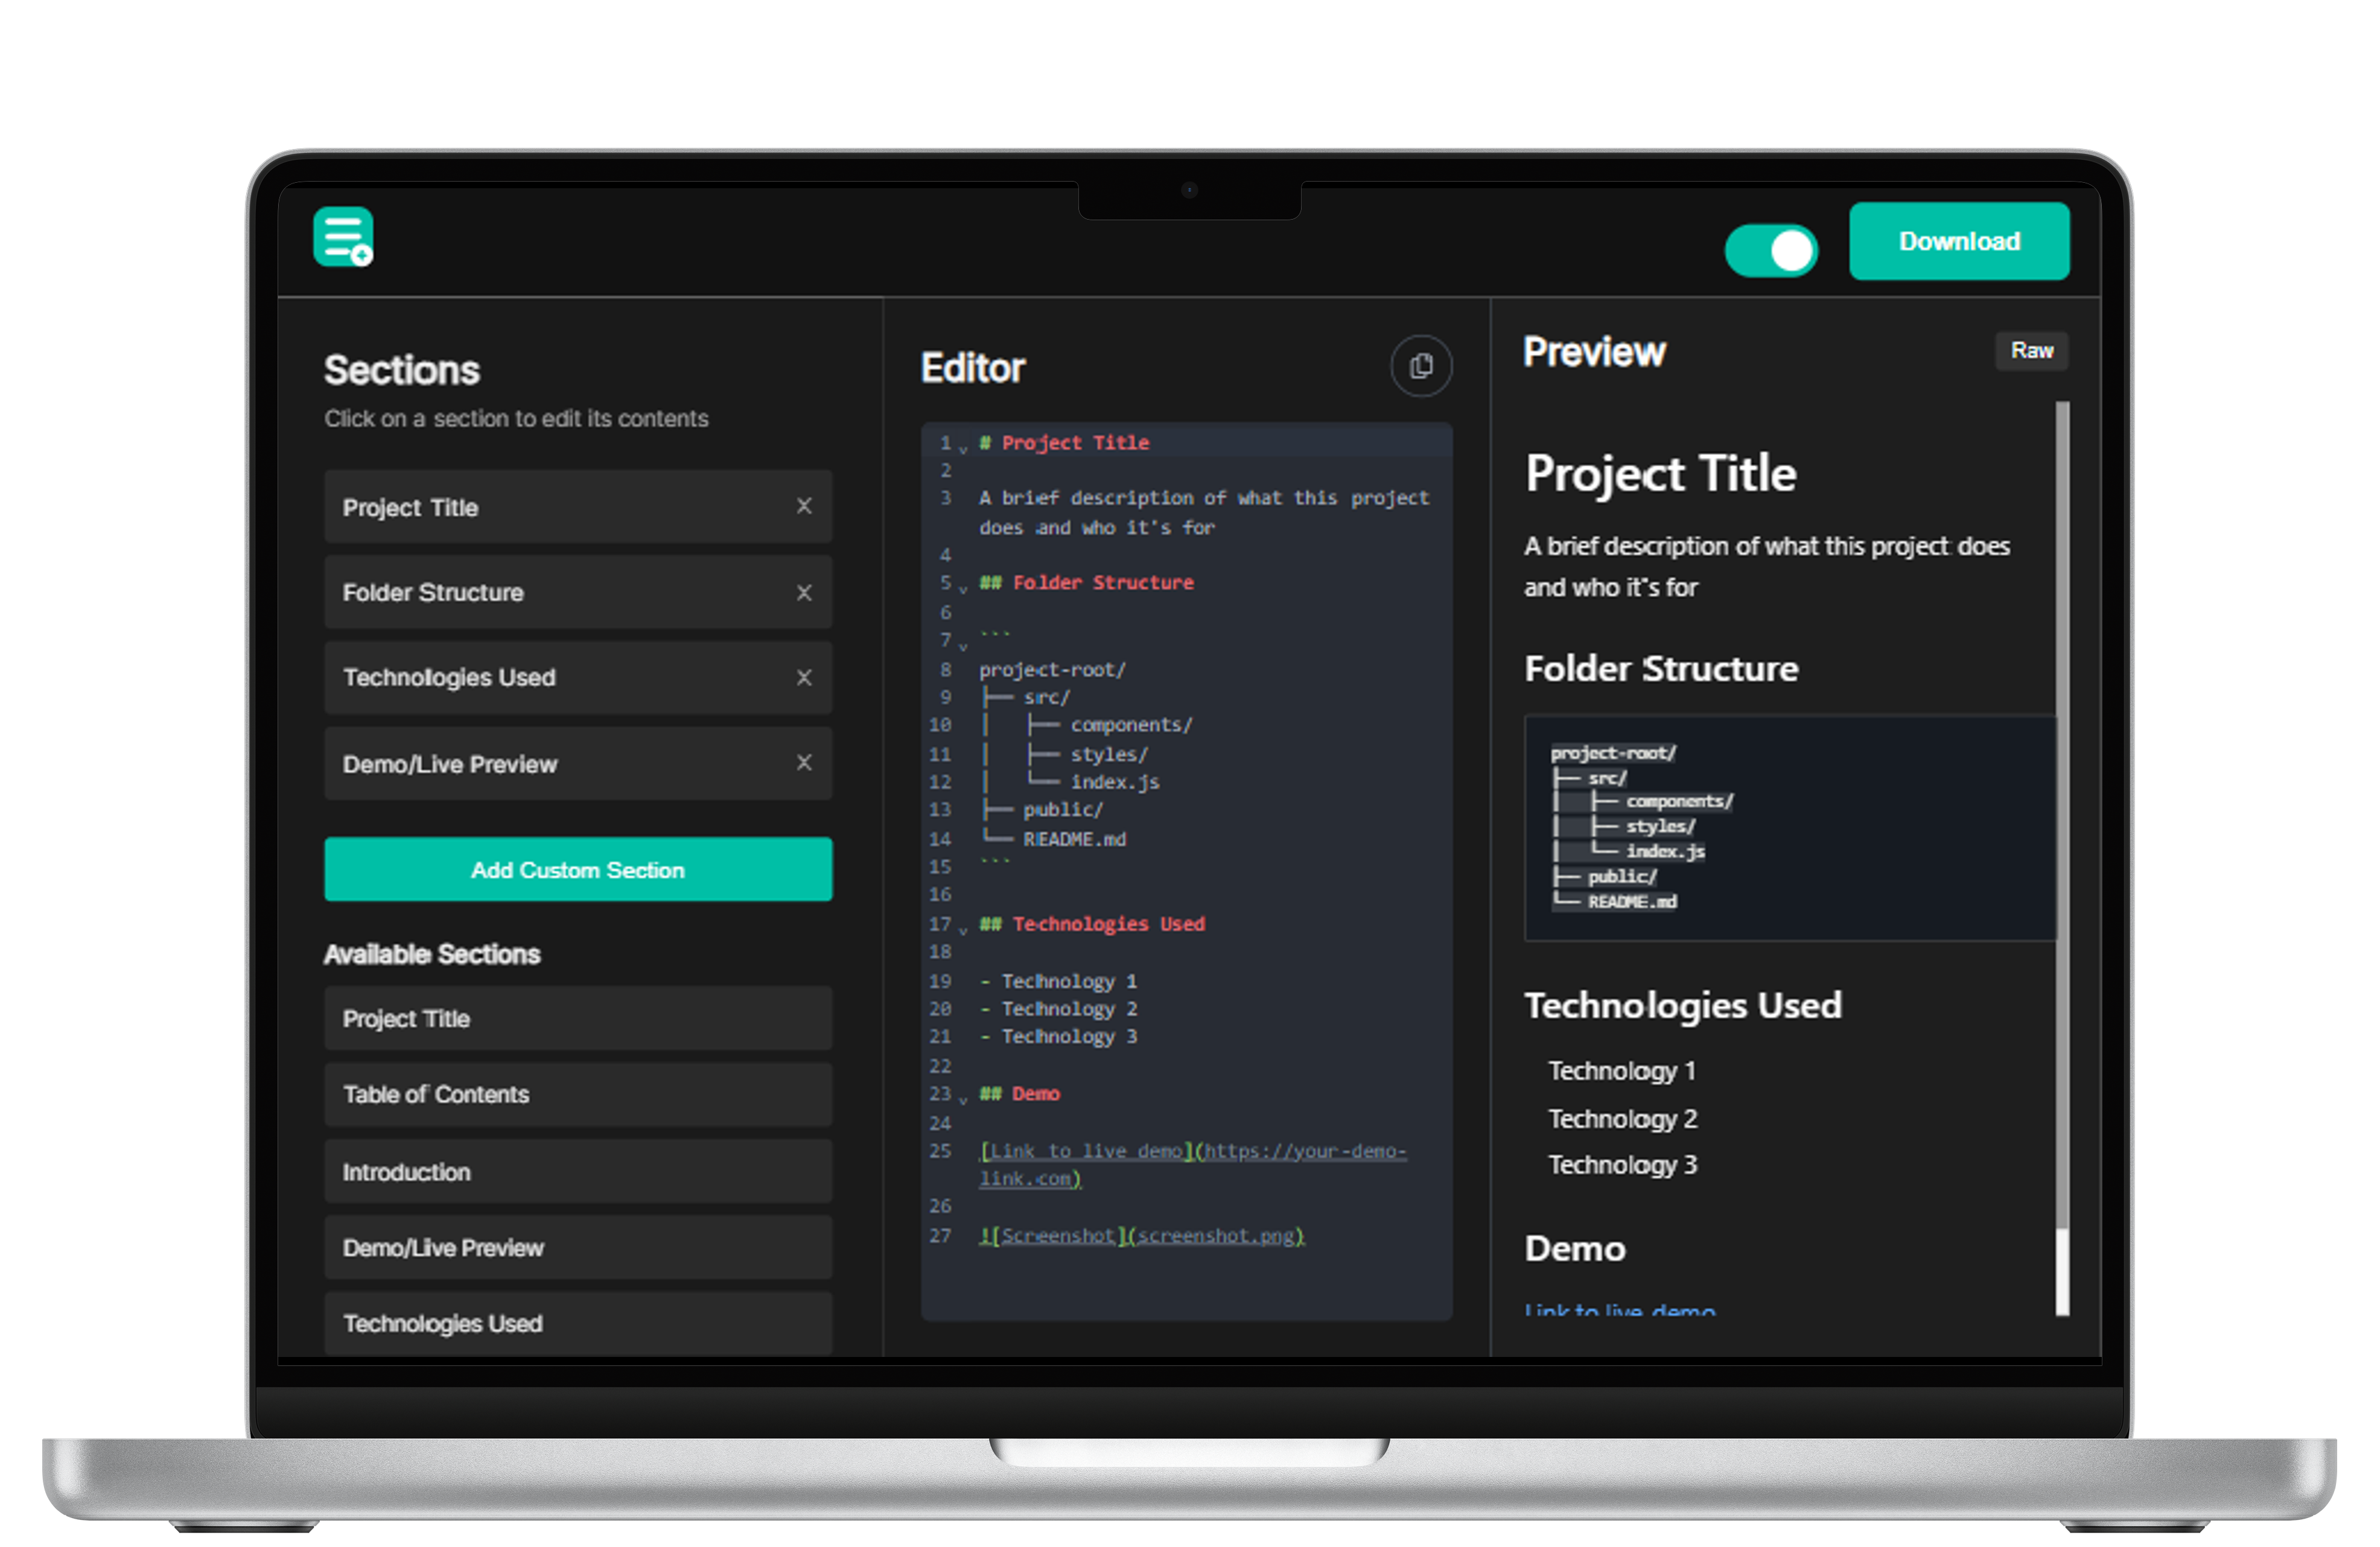 Download
Sections
Click on a section to edit its contents
Project Title
Folder Structure
Technologies Used
Demo/Live Preview
Add Custom Section
Available Sections
Project Title
Table of Contents
Introduction
Demo/Live Preview
Technologies Used
Editor
1 # Project Title
2
3 A brief description of what this project
does and who it's for
4
5 ## Folder Structure
6
7 ```
8 project-root/
9 ├── src/
10 │   ├── components/
11 │   ├── styles/
12 │   └── index.js
13 ├── public/
14 └── README.md
15 ```
16
17 ## Technologies Used
18
19 - Technology 1
20 - Technology 2
21 - Technology 3
22
23 ## Demo
24
25 [Link to live demo](https://your-demo-
link.com)
26
27 ![Screenshot](screenshot.png)
Preview
Raw
Project Title
A brief description of what this project does
and who it's for
Folder Structure
project-root/
├── src/
│   ├── components/
│   ├── styles/
│   └── index.js
├── public/
└── README.md
Technologies Used
Technology 1
Technology 2
Technology 3
Demo
Link to live demo